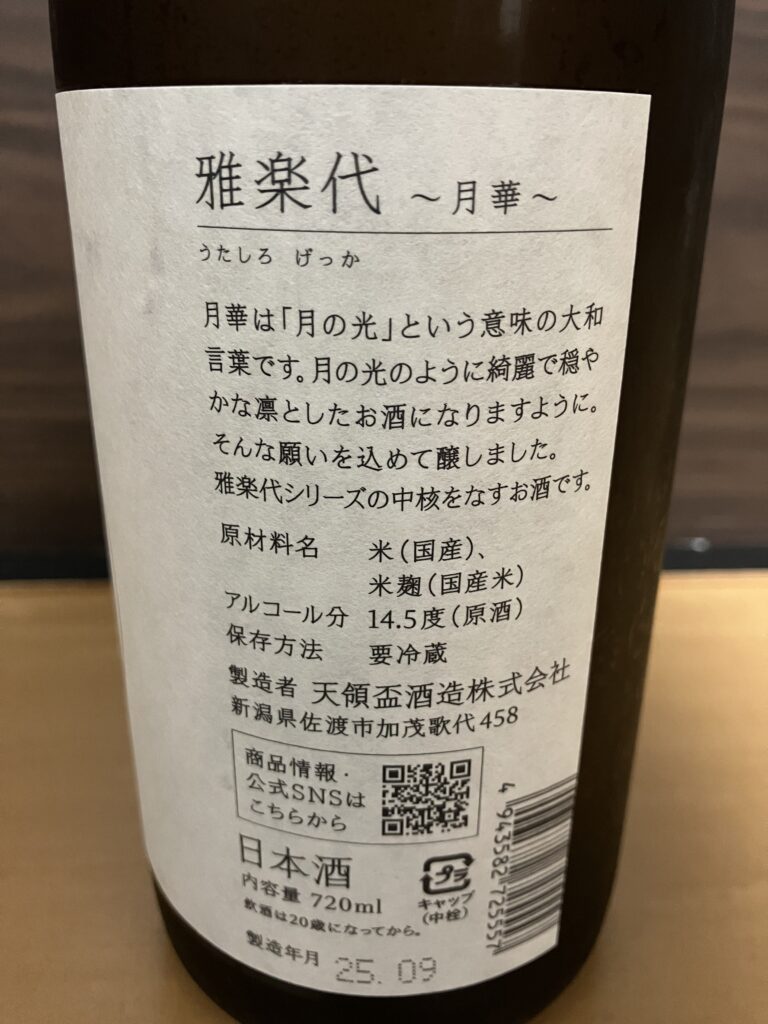 雅楽代 ～月華～
うたしろ げっか
月華は「月の光」という意味の大和
言葉です。月の光のように綺麗で穏や
かな凛としたお酒になりますように。
そんな願いを込めて醸しました。
雅楽代シリーズの中核をなすお酒です。
原材料名 米（国産）、
米麹（国産米）
アルコール分 14.5度（原酒）
保存方法 要冷蔵
製造者 天領盃酒造株式会社
新潟県佐渡市加茂歌代458
商品情報・
公式SNSは
こちらから
日本酒
内容量 720ml
飲酒は20歳になってから。
製造年月 25.09
プラ
キャップ
（中栓）
4943582725557